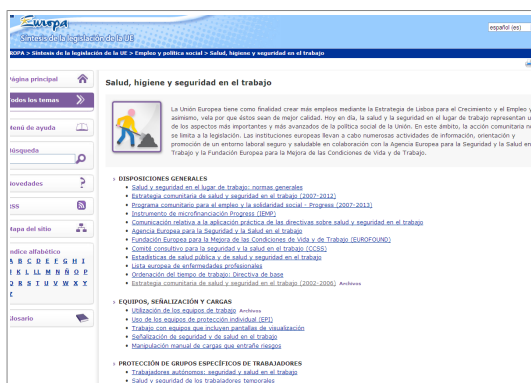 Europa
Síntesis de la legislación de la UE
español (es)
EUROPA > Síntesis de la legislación de la UE > Empleo y política social > Salud, higiene y seguridad en el trabajo
Página principal
Todos los temas
Menú de ayuda
Búsqueda
Novedades
RSS
Mapa del sitio
Índice alfabético
A B C D E F G H I
J K L LL M N Ñ O P
Q R S T U V W X Y
Z
Glosario
Salud, higiene y seguridad en el trabajo
La Unión Europea tiene como finalidad crear más empleos mediante la Estrategia de Lisboa para el Crecimiento y el Empleo y,
asimismo, vela por que éstos sean de mejor calidad. Hoy en día, la salud y la seguridad en el lugar de trabajo representan u
de los aspectos más importantes y más avanzados de la política social de la Unión. En este ámbito, la acción comunitaria no
se limita a la legislación. Las instituciones europeas llevan a cabo numerosas actividades de información, orientación y
promoción de un entorno laboral seguro y saludable en colaboración con la Agencia Europea para la Seguridad y la Salud en
Trabajo y la Fundación Europea para la Mejora de las Condiciones de Vida y de Trabajo.
DISPOSICIONES GENERALES
Salud y seguridad en el lugar de trabajo: normas generales
Estrategia comunitaria de salud y seguridad en el trabajo (2007-2012)
Programa comunitario para el empleo y la solidaridad social - Progress (2007-2013)
Instrumento de microfinanciación Progress (IEMP)
Comunicación relativa a la aplicación práctica de las directivas sobre salud y seguridad en el trabajo
Agencia Europea para la Seguridad y la Salud en el Trabajo
Fundación Europea para la Mejora de las Condiciones de Vida y de Trabajo (EUROFOUND)
Comité consultivo para la seguridad y la salud en el trabajo (CCSS)
Estadísticas de salud pública y de salud y seguridad en el trabajo
Lista europea de enfermedades profesionales
Ordenación del tiempo de trabajo: Directiva de base
Estrategia comunitaria de salud y seguridad en el trabajo (2002-2006) Archivos
EQUIPOS, SEÑALIZACIÓN Y CARGAS
Utilización de los equipos de trabajo Archivos
Uso de los equipos de protección individual (EPI)
Trabajo con equipos que incluyen pantallas de visualización
Señalización de seguridad y de salud en el trabajo
Manipulación manual de cargas que entrañe riesgos
PROTECCIÓN DE GRUPOS ESPECÍFICOS DE TRABAJADORES
Trabajadores autónomos: seguridad y salud en el trabajo
Salud y seguridad de los trabajadores temporales